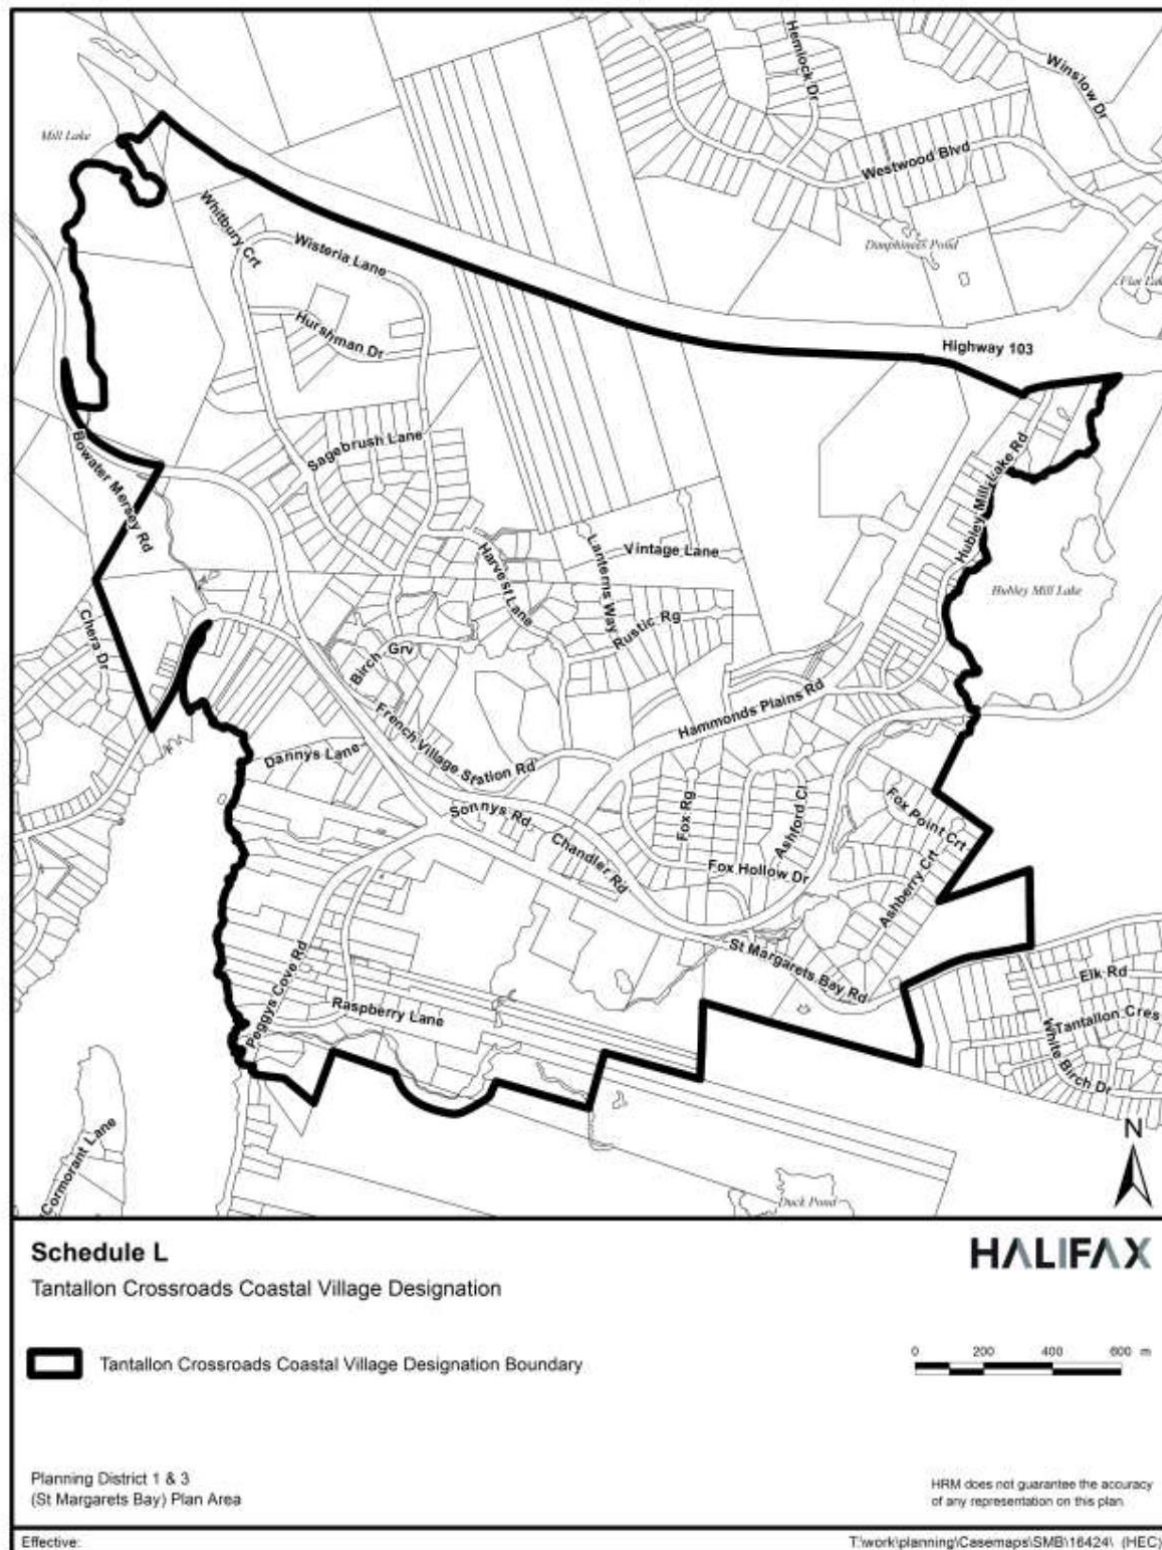 Hemlock Dr
Winslow Dr
Mill Lake
Westwood Blvd
Whitbury Crt
Wisteria Lane
Dauphinees Pond
Flat Lak
Hurshman Dt
Highway 103
Sagebrush Lane
Bowater Mersey Rd
Hubley Mill Lake Rd
Harvest Lane
Lanterns Way
Vintage Lane
Hubley Mill Lake
Chera Dr
Rustic Rg
Birch Grv
Hammonds Plains Rd
French Village Station Rd
Dannys Lane
Sonnys Rd
Fox Rg
Ashford Cl
Fox Point Crt
Chandler Rd
Fox Hollow Dr
Ashberry Crt
St Margarets Bay Rd
Peggys Cove Rd
Elk Rd
Raspberry Lane
Tantallon Cres
White Birch Dt
Cormorant Lane
N
Duck Pond
Schedule L
HALIFAX
Tantallon Crossroads Coastal Village Designation
Tantallon Crossroads Coastal Village Designation Boundary
0 200 400 600 m
Planning District 1 & 3
(St Margarets Bay) Plan Area
HRM does not guarantee the accuracy
of any representation on this plan.
Effective:
T:\work\planning\Casemaps\SMB\16424\ (HEC)